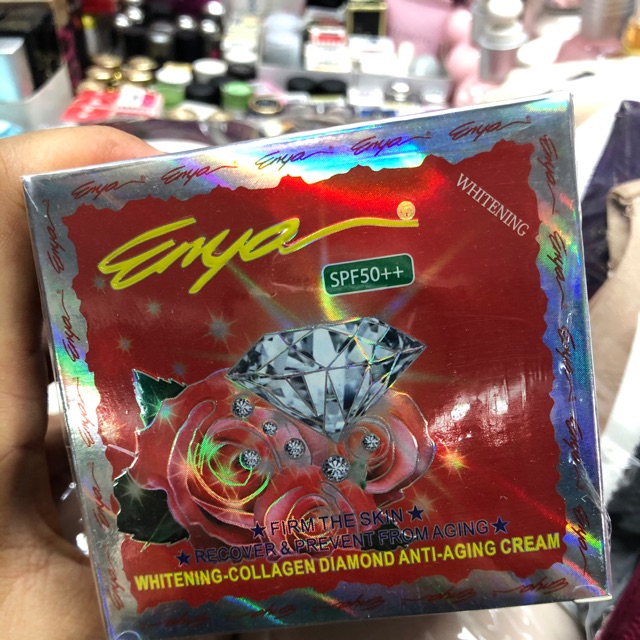 Enya Enya Enya Enya Enya
Enya
WHITENING
SPF50++
★ FIRM THE SKIN ★
★ RECOVER & PREVENT FROM AGING ★
WHITENING-COLLAGEN DIAMOND ANTI-AGING CREAM